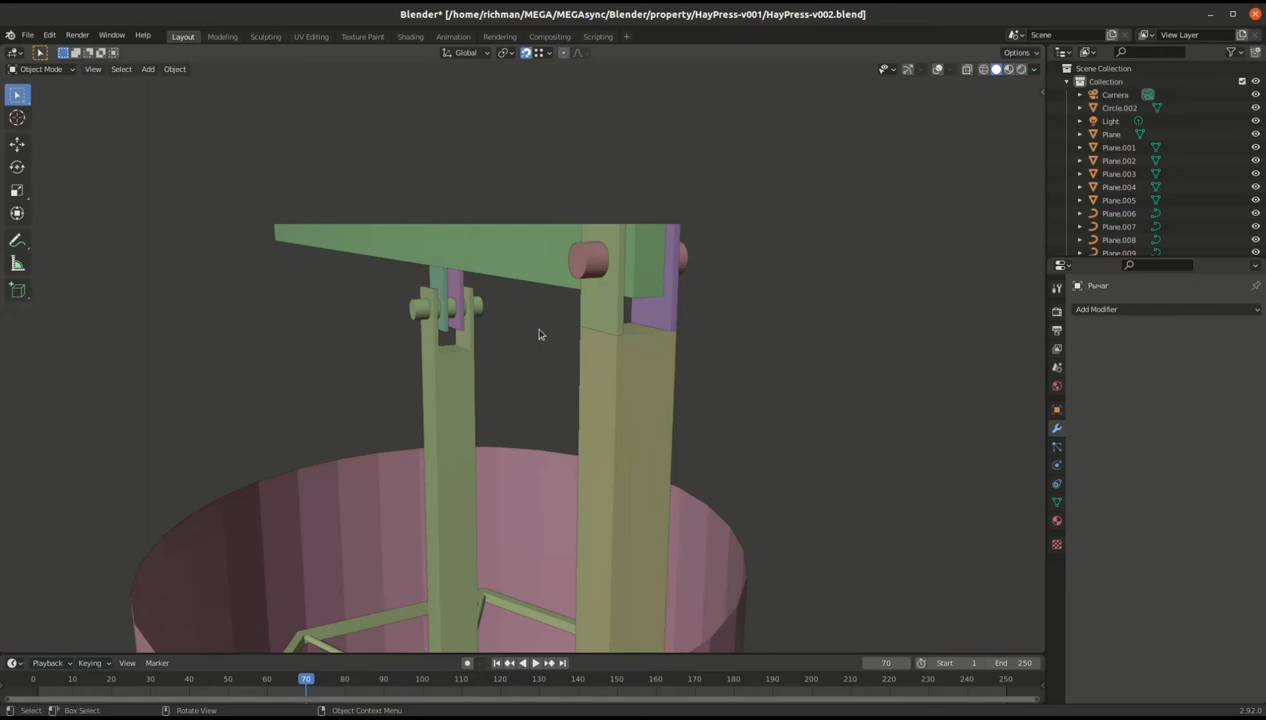 Blender* [/home/richman/MEGA/MEGAsync/Blender/property/HayPress-v001/HayPress-v002.blend]
File Edit Render Window Help Layout Modeling Sculpting UV Editing Texture Paint Shading Animation Rendering Compositing Scripting + Scene View Layer
Global Options
Object Mode View Select Add Object
Scene Collection
Collection
Camera
Circle.002
Light
Plane
Plane.001
Plane.002
Plane.003
Plane.004
Plane.005
Plane.006
Plane.007
Plane.008
Plane.009
Рычаг
Add Modifier
Playback Keying View Marker 70 Start 1 End 250
0 10 20 30 40 50 60 70 80 90 100 110 120 130 140 150 160 170 180 190 200 210 220 230 240 250
Select Box Select Rotate View Object Context Menu 2.92.0